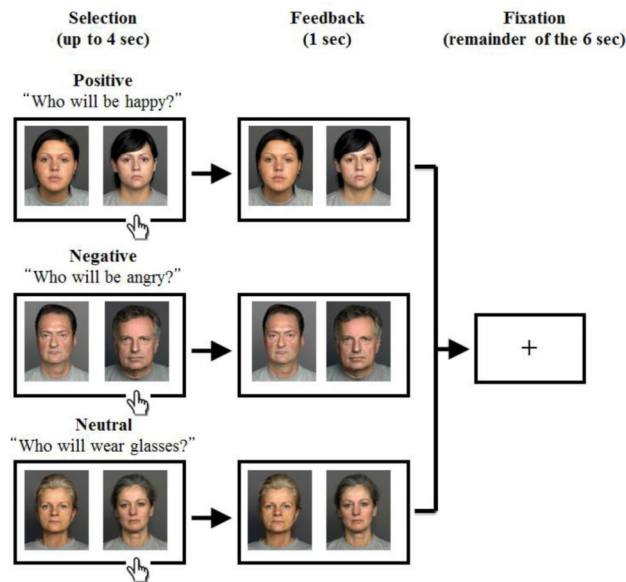 Selection
(up to 4 sec)
Feedback
(1 sec)
Fixation
(remainder of the 6 sec)
Positive
“Who will be happy?”
Negative
“Who will be angry?”
Neutral
“Who will wear glasses?”
+